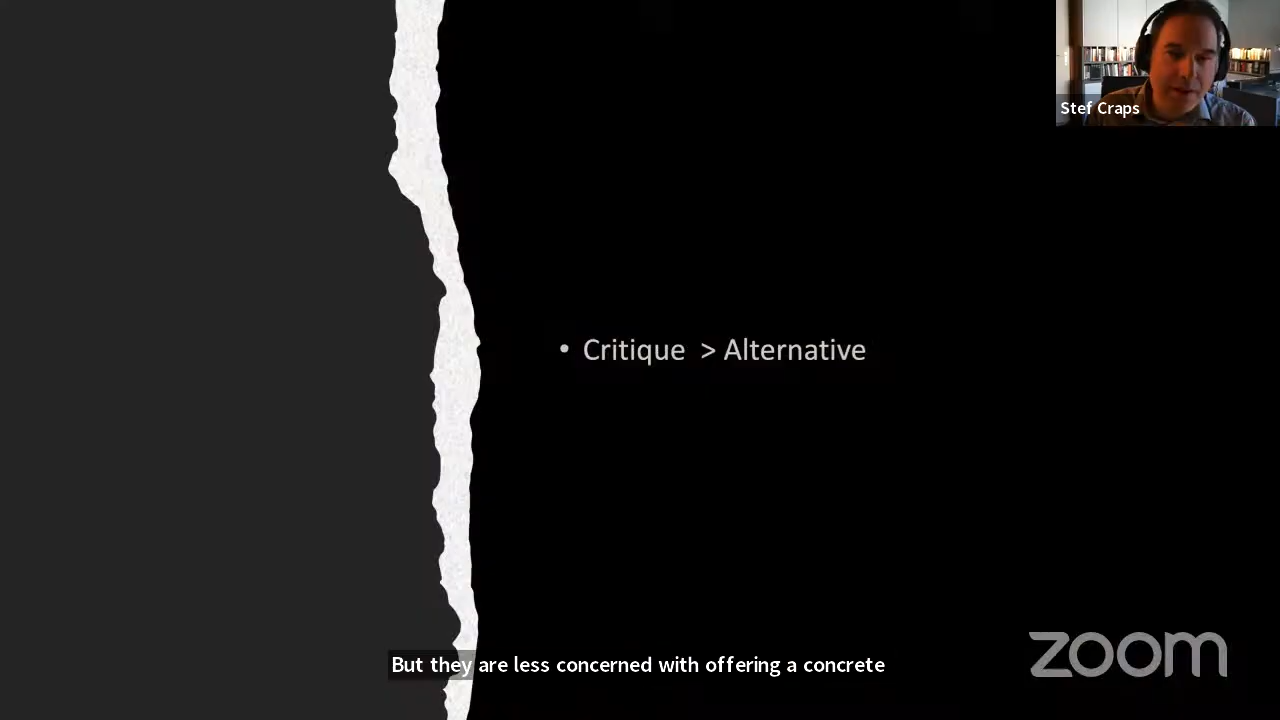 Stef Craps
• Critique > Alternative
But they are less concerned with offering a concrete
zoom